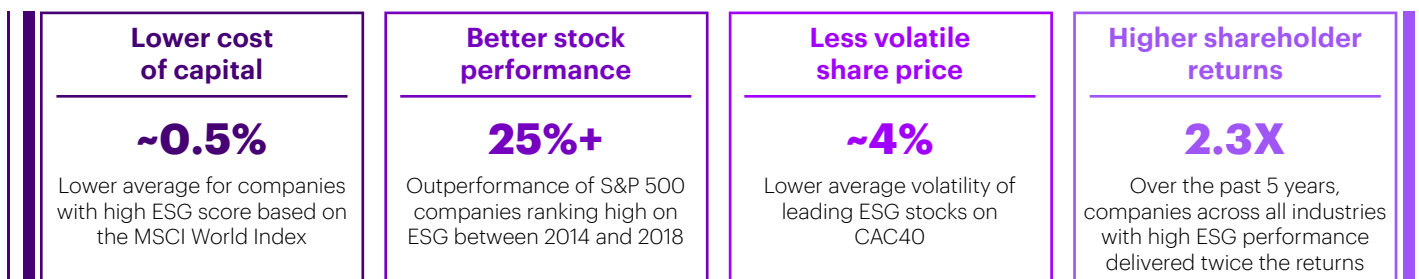 Lower cost
of capital
~0.5%
Lower average for companies
with high ESG score based on
the MSCI World Index
Better stock
performance
25%+
Outperformance of S&P 500
companies ranking high on
ESG between 2014 and 2018
Less volatile
share price
~4%
Lower average volatility of
leading ESG stocks on
CAC40
Higher shareholder
returns
2.3X
Over the past 5 years,
companies across all industries
with high ESG performance
delivered twice the returns